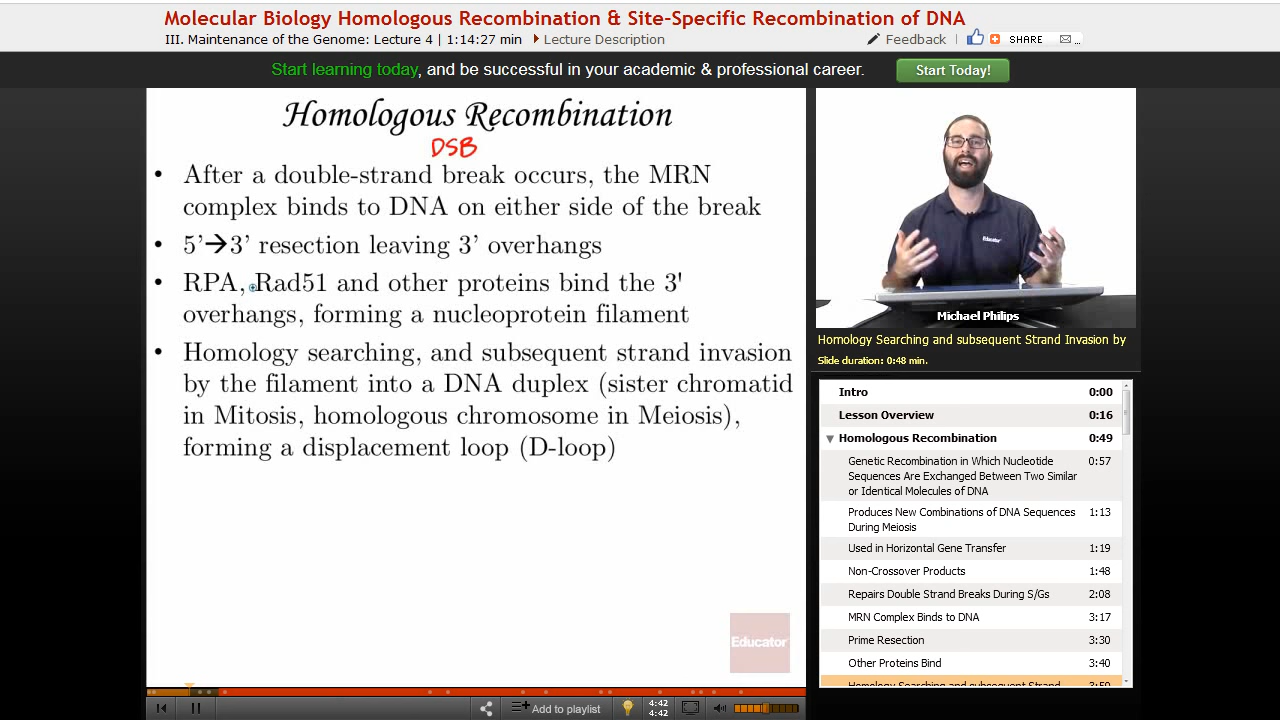 Molecular Biology Homologous Recombination & Site-Specific Recombination of DNA
III. Maintenance of the Genome: Lecture 4 | 1:14:27 min Lecture Description
Feedback | SHARE ...
Start learning today, and be successful in your academic & professional career. Start Today!
Homologous Recombination
DSB
• After a double-strand break occurs, the MRN
complex binds to DNA on either side of the break
• 5'→3' resection leaving 3' overhangs
• RPA, Rad51 and other proteins bind the 3'
overhangs, forming a nucleoprotein filament
• Homology searching, and subsequent strand invasion
by the filament into a DNA duplex (sister chromatid
in Mitosis, homologous chromosome in Meiosis),
forming a displacement loop (D-loop)
Educator
Educator
Michael Philips
Homology Searching and subsequent Strand Invasion by
Slide duration: 0:48 min.
Intro 0:00
Lesson Overview 0:16
Homologous Recombination 0:49
Genetic Recombination in Which Nucleotide 0:57
Sequences Are Exchanged Between Two Similar
or Identical Molecules of DNA
Produces New Combinations of DNA Sequences 1:13
During Meiosis
Used in Horizontal Gene Transfer 1:19
Non-Crossover Products 1:48
Repairs Double Strand Breaks During S/Gs 2:08
MRN Complex Binds to DNA 3:17
Prime Resection 3:30
Other Proteins Bind 3:40
Homology Searching and subsequent Strand 3:59
Add to playlist
4:42
4:42